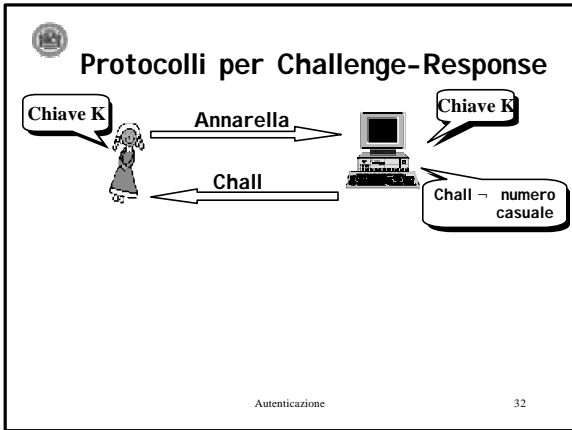 Protocolli per Challenge-Response
Chiave K
Annarella
Chiave K
Chall
Chall ¬ numero
casuale
Autenticazione
32